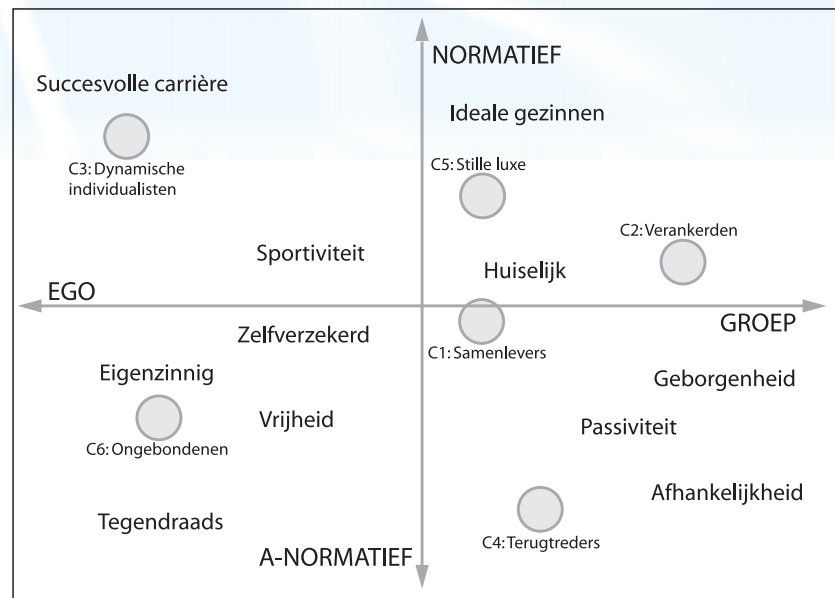 NORMATIEF
Succesvolle carrière
Ideale gezinnen
C3: Dynamische
individualisten
C5: Stille luxe
C2: Verankerden
Sportiviteit
Huiselijk
EGO
GROEP
Zelfverzekerd
C1: Samenlevers
Eigenzinnig
Geborgenheid
Vrijheid
Passiviteit
C6: Ongebondenen
Afhankelijkheid
Tegendraads
C4: Terugtreders
A-NORMATIEF